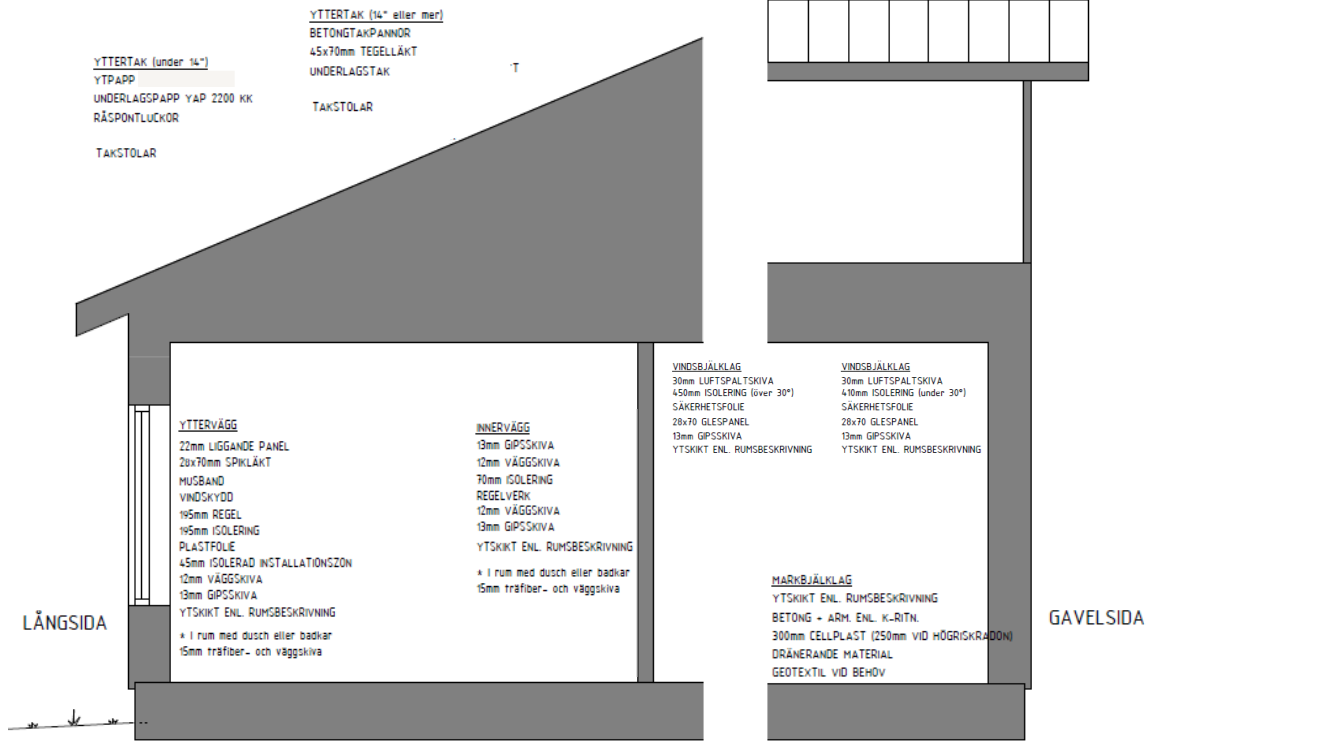 YTTERTAK (14° eller mer)
BETONGTAKPANNOR
45x70mm TEGELLÄKT
UNDERLAGSTAK
TAKSTOLAR
T
YTTERTAK (under 14°)
YTPAPP
UNDERLAGSPAPP YAP 2200 KK
RÅSPONTLUCKOR
TAKSTOLAR
VINDSBJÄLKLAG
30mm LUFTSPALTSKIVA
450mm ISOLERING (över 30°)
SÄKERHETSFOLIE
28x70 GLESPANEL
13mm GIPSSKIVA
YTSKIKT ENL. RUMSBESKRIVNING
VINDSBJÄLKLAG
30mm LUFTSPALTSKIVA
410mm ISOLERING (under 30°)
SÄKERHETSFOLIE
28x70 GLESPANEL
13mm GIPSSKIVA
YTSKIKT ENL. RUMSBESKRIVNING
YTTERVÄGG
22mm LIGGANDE PANEL
28x70mm SPIKLÄKT
MUSBAND
VINDSKYDD
195mm REGEL
195mm ISOLERING
PLASTFOLIE
45mm ISOLERAD INSTALLATIONSZON
12mm VÄGGSKIVA
13mm GIPSSKIVA
YTSKIKT ENL. RUMSBESKRIVNING
* I rum med dusch eller badkar
15mm träfiber- och väggskiva
INNERVÄGG
13mm GIPSSKIVA
12mm VÄGGSKIVA
70mm ISOLERING
REGELVERK
12mm VÄGGSKIVA
13mm GIPSSKIVA
YTSKIKT ENL. RUMSBESKRIVNING
* I rum med dusch eller badkar
15mm träfiber- och väggskiva
MARKBJÄLKLAG
YTSKIKT ENL. RUMSBESKRIVNING
BETONG + ARM. ENL. K-RITN.
300mm CELLPLAST (250mm VID HÖGRISKRADON)
DRÄNERANDE MATERIAL
GEOTEXTIL VID BEHOV
LÅNGSIDA
GAVELSIDA